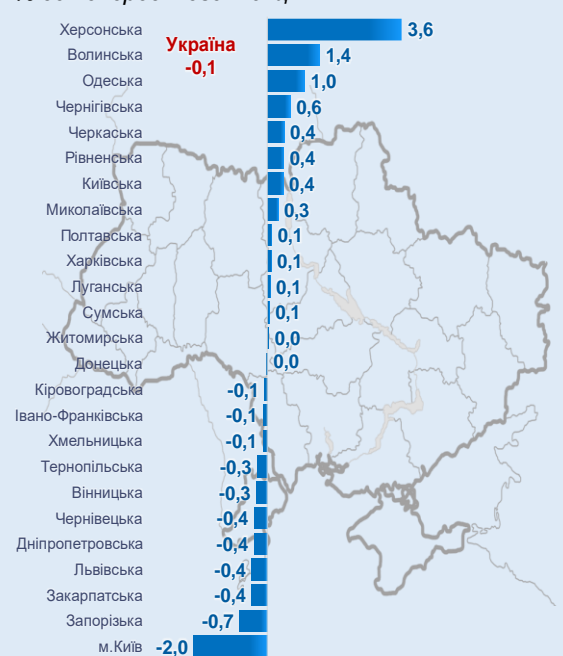 Україна
-0,1
Херсонська 3,6
Волинська 1,4
Одеська 1,0
Чернігівська 0,6
Черкаська 0,4
Рівненська 0,4
Київська 0,4
Миколаївська 0,3
Полтавська 0,1
Харківська 0,1
Луганська 0,1
Сумська 0,1
Житомирська 0,0
Донецька 0,0
Кіровоградська -0,1
Івано-Франківська -0,1
Хмельницька -0,1
Тернопільська -0,3
Вінницька -0,3
Чернівецька -0,4
Дніпропетровська -0,4
Львівська -0,4
Закарпатська -0,4
Запорізька -0,7
м.Київ -2,0